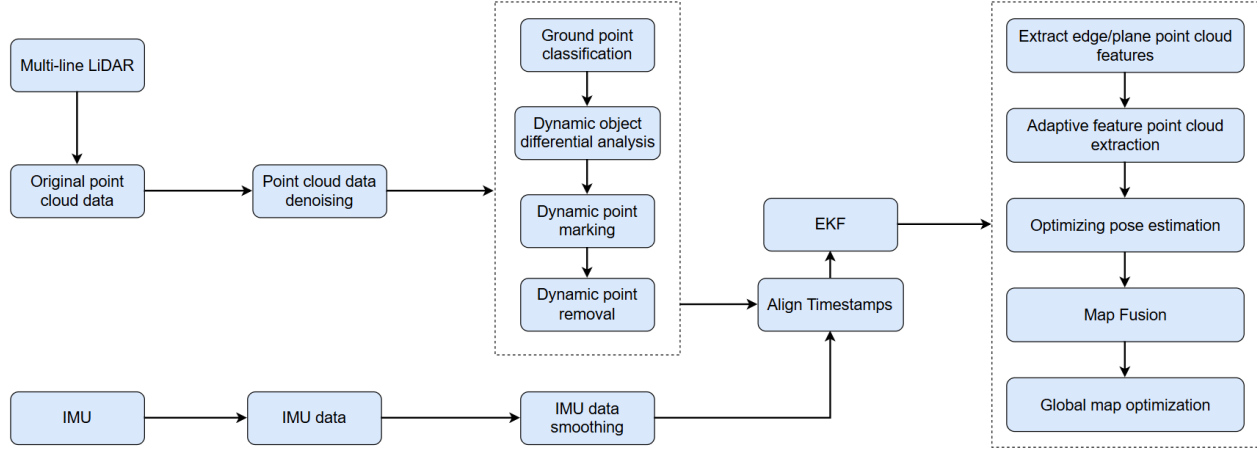 Multi-line LiDAR
Original point
cloud data
Point cloud data
denoising
Ground point
classification
Dynamic object
differential analysis
Dynamic point
marking
Dynamic point
removal
IMU
IMU data
IMU data
smoothing
Align Timestamps
EKF
Extract edge/plane point cloud
features
Adaptive feature point cloud
extraction
Optimizing pose estimation
Map Fusion
Global map optimization